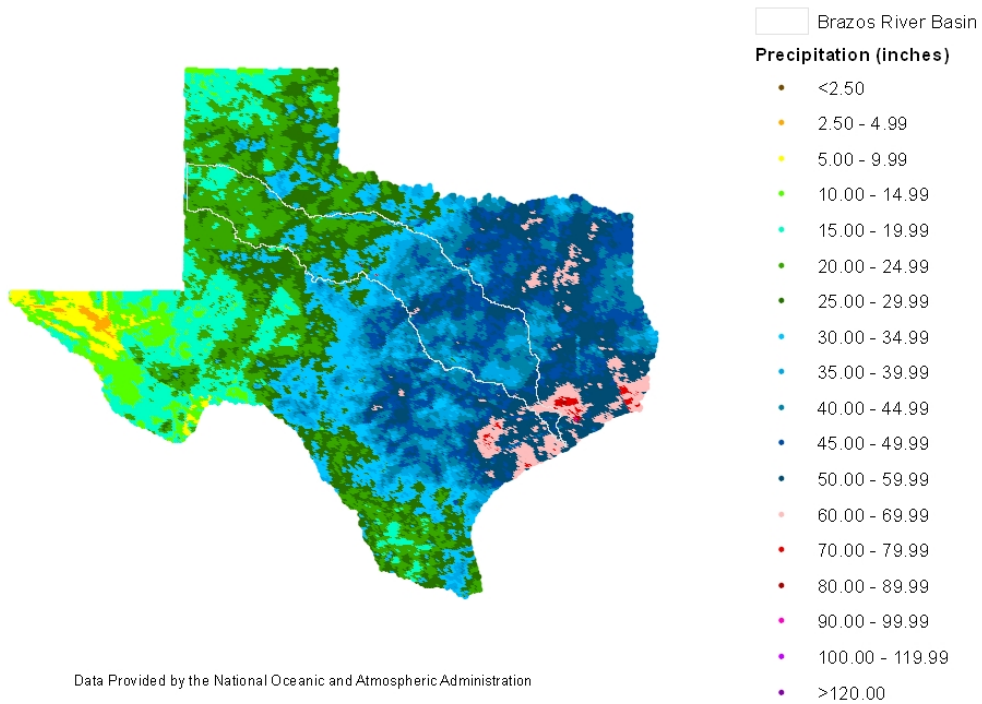 Brazos River Basin
Precipitation (inches)
<2.50
2.50 - 4.99
5.00 - 9.99
10.00 - 14.99
15.00 - 19.99
20.00 - 24.99
25.00 - 29.99
30.00 - 34.99
35.00 - 39.99
40.00 - 44.99
45.00 - 49.99
50.00 - 59.99
60.00 - 69.99
70.00 - 79.99
80.00 - 89.99
90.00 - 99.99
100.00 - 119.99
>120.00
Data Provided by the National Oceanic and Atmospheric Administration